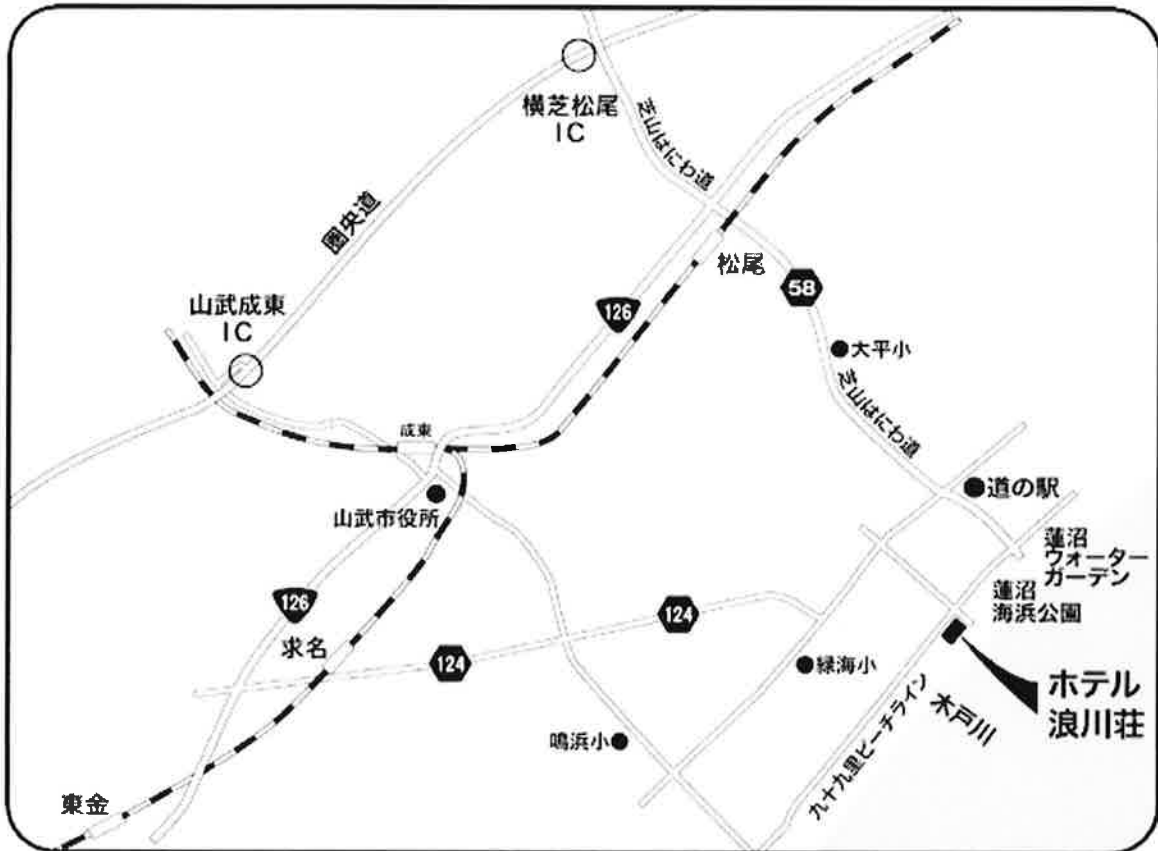 横芝松尾
IC
芝山はにわ道
圏央道
松尾
58
山武成東
IC
126
大平小
芝山はにわ道
成東
道の駅
山武市役所
蓮沼
ウォーター
ガーデン
蓮沼
海浜公園
126
124
求名
124
緑海小
ホテル
浪川荘
木戸川
九十九里ビーチライン
鳴浜小
東金